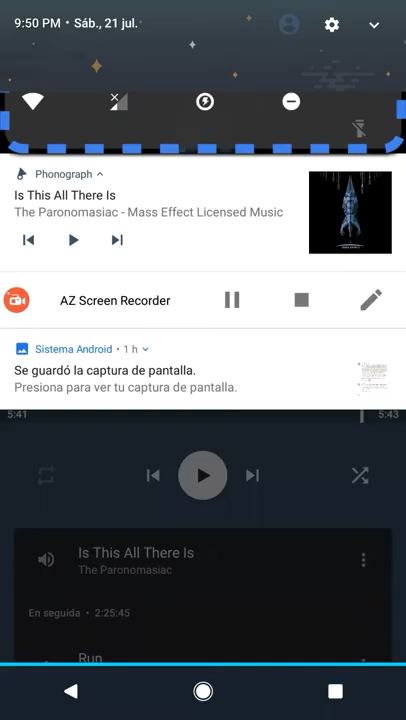 9:50 PM • Sáb., 21 jul.
Phonograph
Is This All There Is
The Paronomasiac - Mass Effect Licensed Music
AZ Screen Recorder
Sistema Android • 1 h
Se guardó la captura de pantalla.
Presiona para ver tu captura de pantalla.
5:41
5:43
Is This All There Is
The Paronomasiac
En seguida • 2:25:45
Run